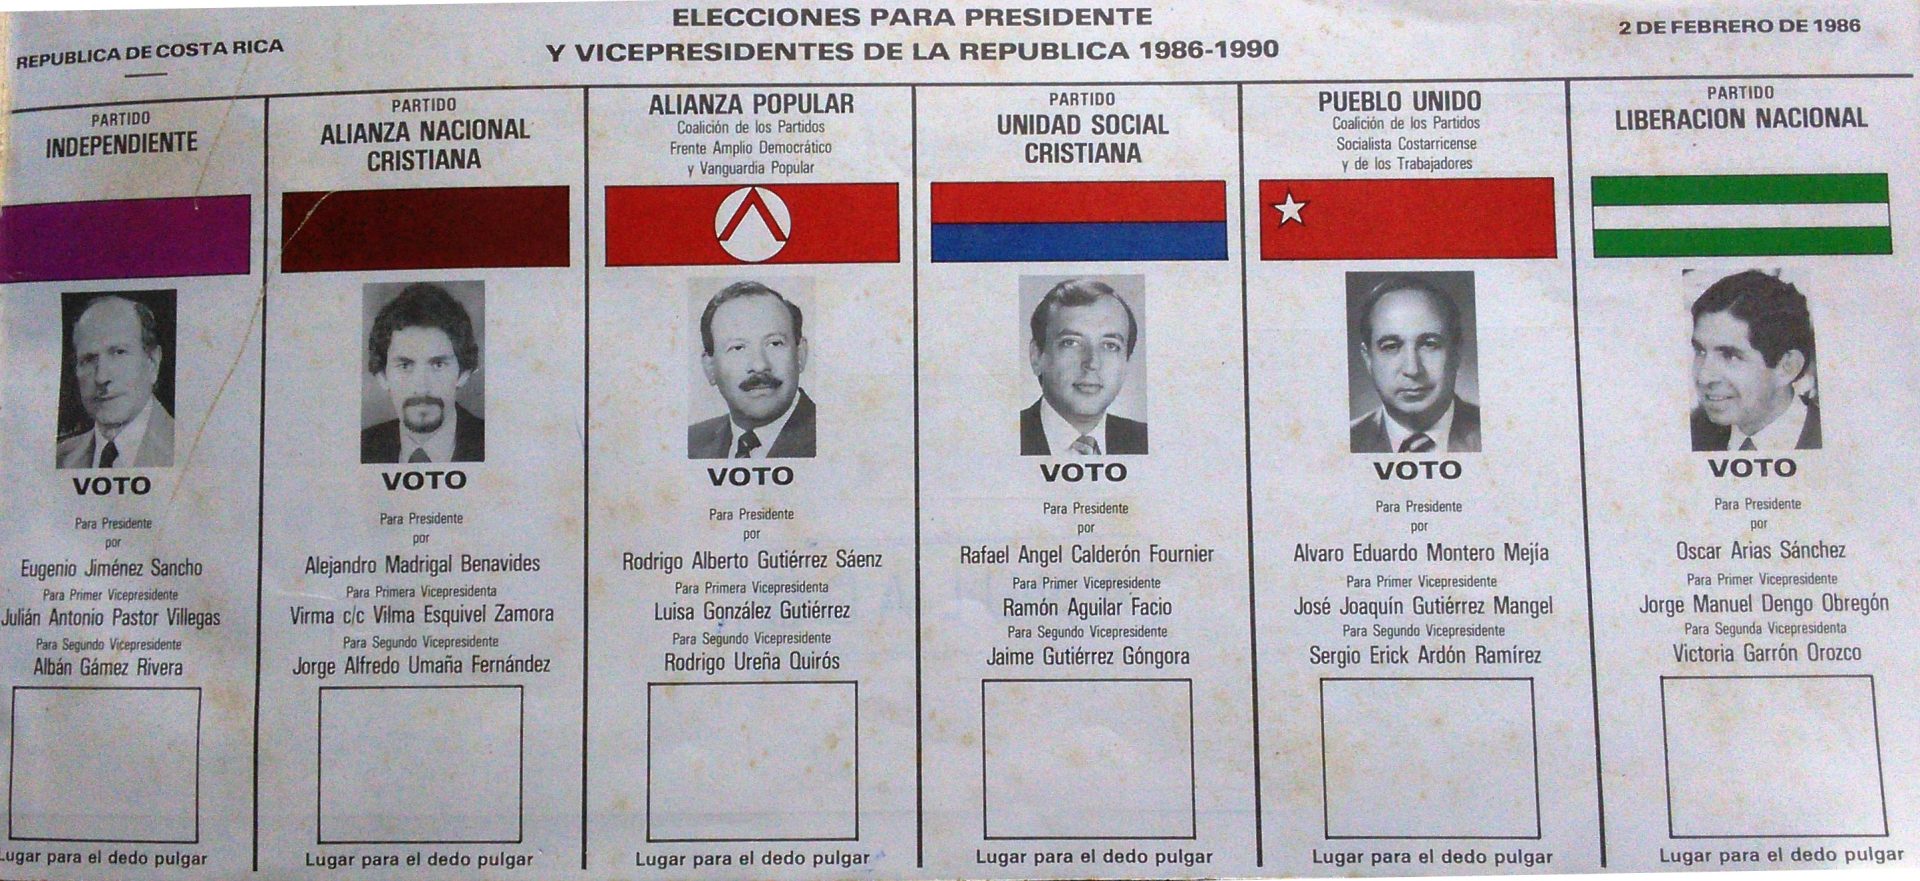 REPUBLICA DE COSTA RICA
ELECCIONES PARA PRESIDENTE
Y VICEPRESIDENTES DE LA REPUBLICA 1986-1990
2 DE FEBRERO DE 1986
PARTIDO
INDEPENDIENTE
VOTO
Para Presidente
por
Eugenio Jiménez Sancho
Para Primer Vicepresidente
Julián Antonio Pastor Villegas
Para Segundo Vicepresidente
Albán Gámez Rivera
Lugar para el dedo pulgar
PARTIDO
ALIANZA NACIONAL
CRISTIANA
VOTO
Para Presidente
por
Alejandro Madrigal Benavides
Para Primera Vicepresidenta
Virma c/c Vilma Esquivel Zamora
Para Segundo Vicepresidente
Jorge Alfredo Umaña Fernández
Lugar para el dedo pulgar
ALIANZA POPULAR
Coalición de los Partidos
Frente Amplio Democrático
y Vanguardia Popular
VOTO
Para Presidente
por
Rodrigo Alberto Gutiérrez Sáenz
Para Primera Vicepresidenta
Luisa González Gutiérrez
Para Segundo Vicepresidente
Rodrigo Ureña Quirós
Lugar para el dedo pulgar
PARTIDO
UNIDAD SOCIAL
CRISTIANA
VOTO
Para Presidente
por
Rafael Angel Calderón Fournier
Para Primer Vicepresidente
Ramón Aguilar Facio
Para Segundo Vicepresidente
Jaime Gutiérrez Góngora
Lugar para el dedo pulgar
PUEBLO UNIDO
Coalición de los Partidos
Socialista Costarricense
y de los Trabajadores
VOTO
Para Presidente
por
Alvaro Eduardo Montero Mejía
Para Primer Vicepresidente
José Joaquín Gutiérrez Mangel
Para Segundo Vicepresidente
Sergio Erick Ardón Ramírez
Lugar para el dedo pulgar
PARTIDO
LIBERACION NACIONAL
VOTO
Para Presidente
por
Oscar Arias Sánchez
Para Primer Vicepresidente
Jorge Manuel Dengo Obregón
Para Segunda Vicepresidenta
Victoria Garrón Orozco
Lugar para el dedo pulgar